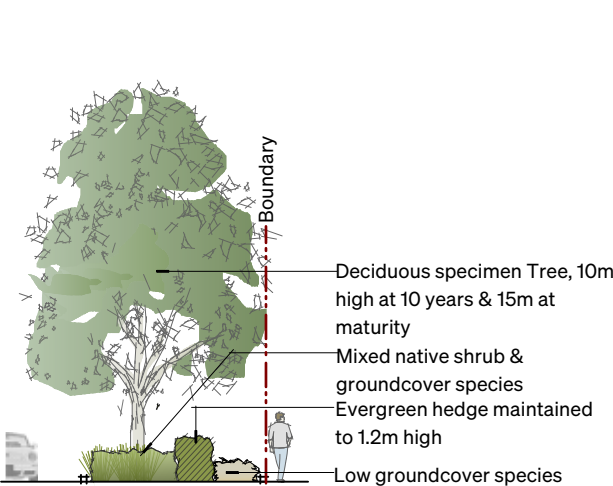 Boundary
Deciduous specimen Tree, 10m
high at 10 years & 15m at
maturity
Mixed native shrub &
groundcover species
Evergreen hedge maintained
to 1.2m high
Low groundcover species